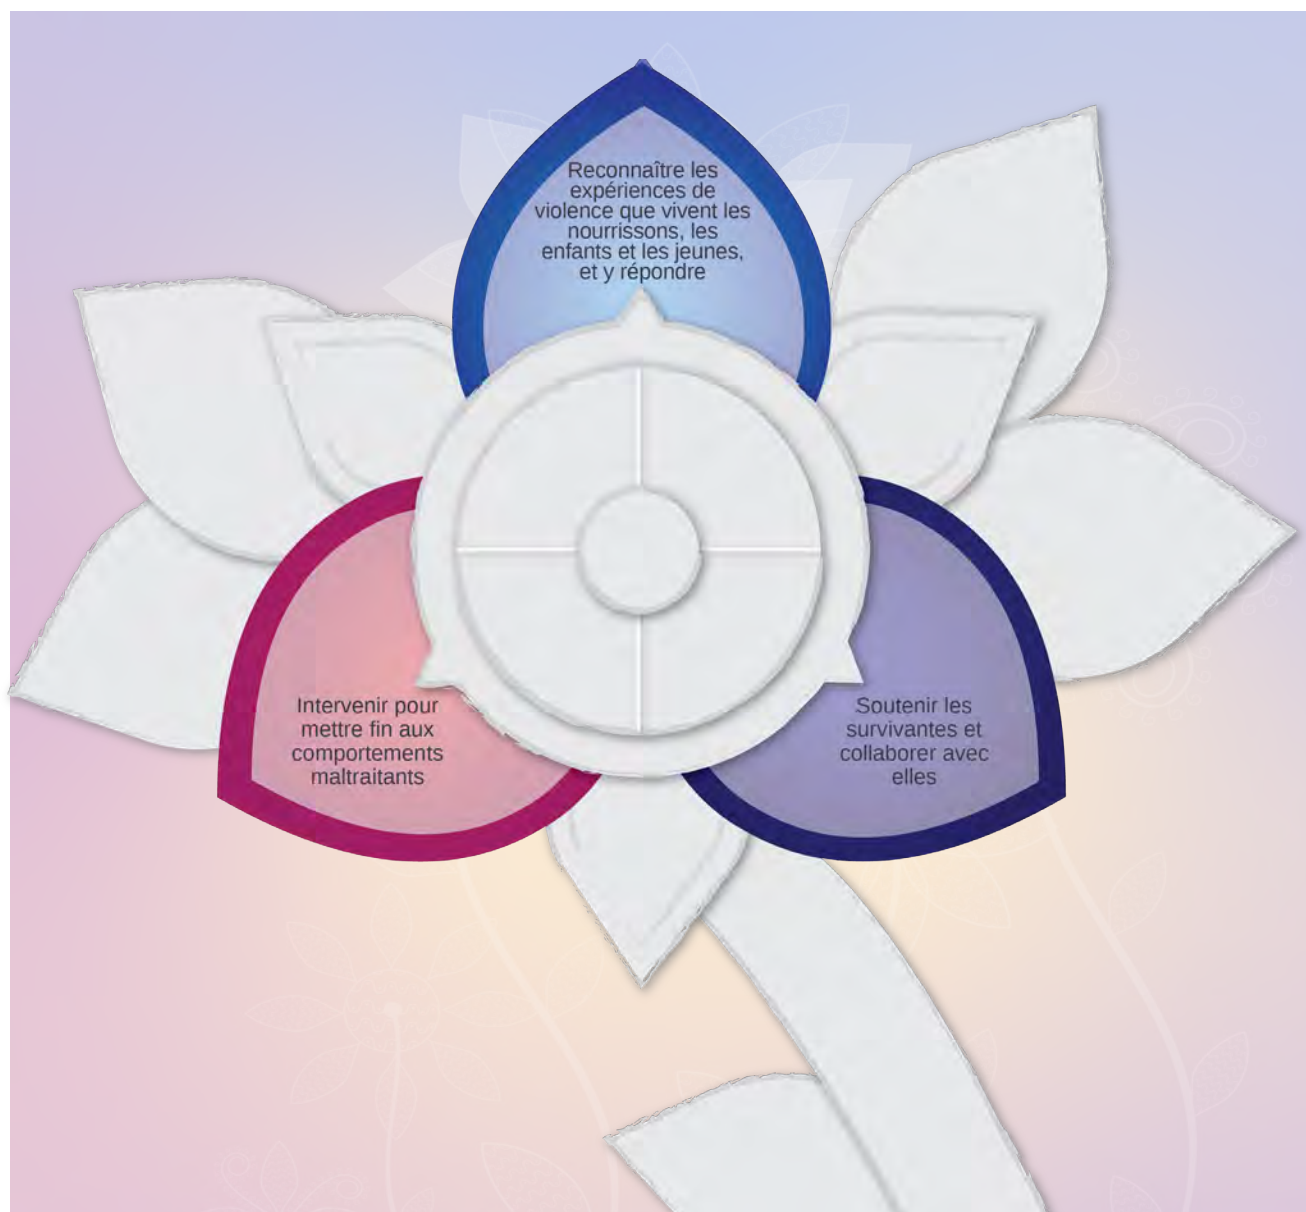 Reconnaître les
expériences de
violence que vivent les
nourrissons, les
enfants et les jeunes,
et y répondre
Intervenir pour
mettre fin aux
comportements
maltraitants
Soutenir les
survivantes et
collaborer avec
elles